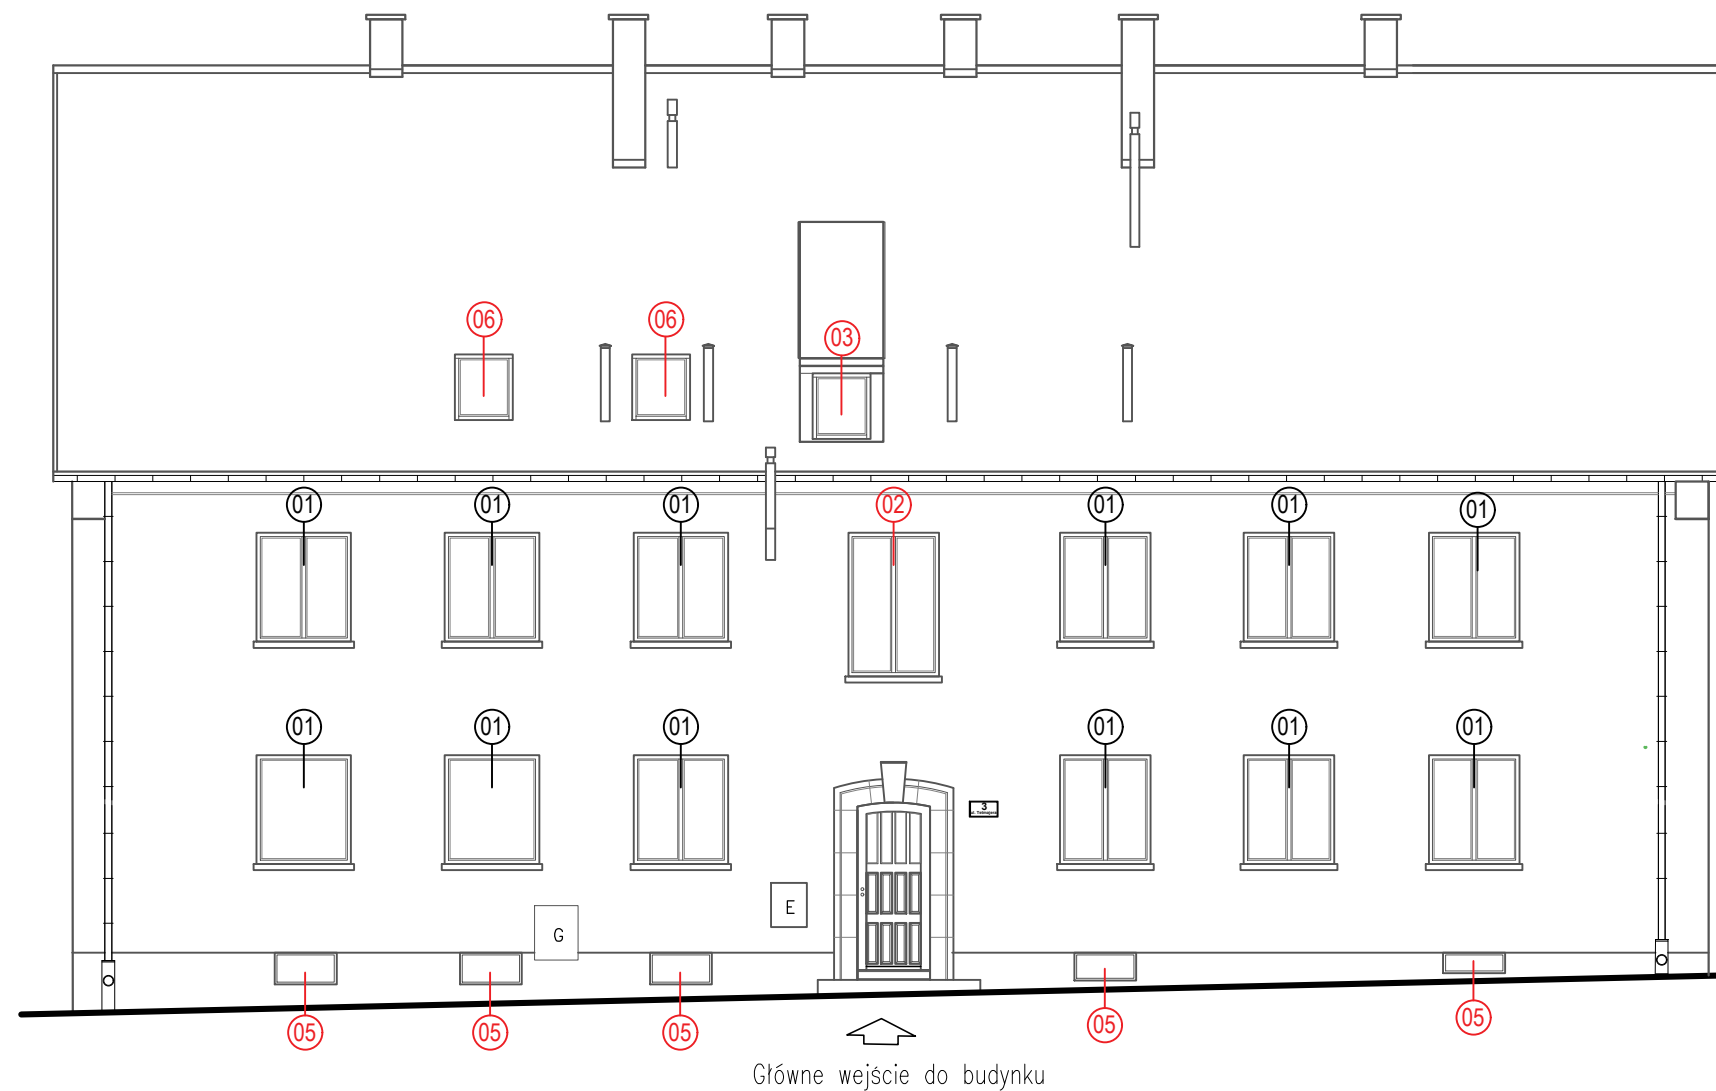 06 06 03
01 01 01 02 01 01 01
01 01 01 01 01 01
3
E
G
05 05 05 05 05
Główne wejście do budynku